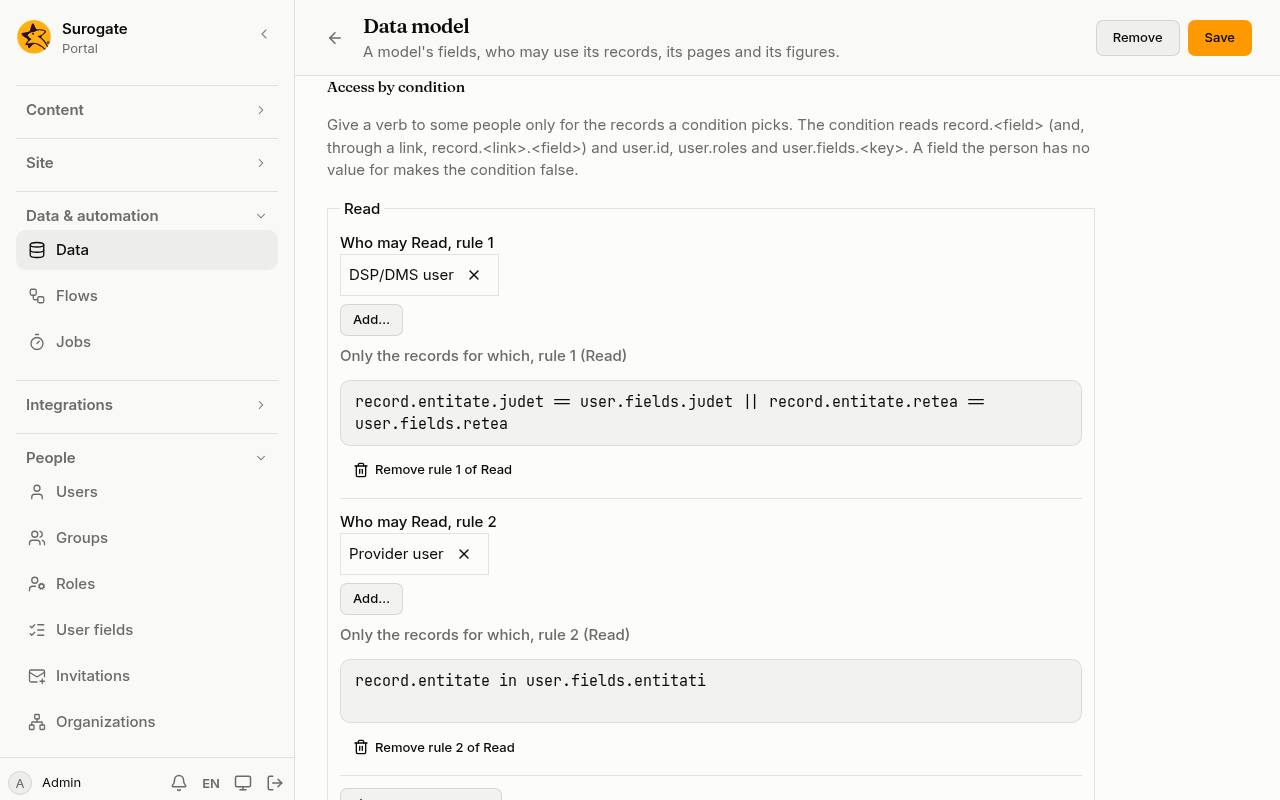 Surogate
Portal
Content
Site
Data & automation
Data
Flows
Jobs
Integrations
People
Users
Groups
Roles
User fields
Invitations
Organizations
A
Admin
EN
Data model
A model's fields, who may use its records, its pages and its figures.
Remove
Save
Access by condition
Give a verb to some people only for the records a condition picks. The condition reads record.<field> (and,
through a link, record.<link>.<field>) and user.id, user.roles and user.fields.<key>. A field the person has no
value for makes the condition false.
Read
Who may Read, rule 1
DSP/DMS user
Add...
Only the records for which, rule 1 (Read)
record.entitate.judet == user.fields.judet || record.entitate.retea ==
user.fields.retea
Remove rule 1 of Read
Who may Read, rule 2
Provider user
Add...
Only the records for which, rule 2 (Read)
record.entitate in user.fields.entitati
Remove rule 2 of Read